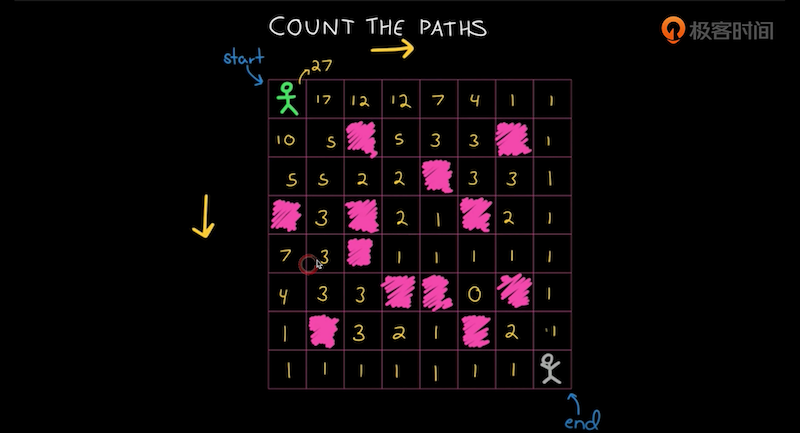 COUNT THE PATHS
极客时间
start
27
17 12 12 7 4 1 1
10 5 5 3 3 1
5 5 2 2 3 3 1
3 2 1 2 1
7 3 1 1 1 1 1
4 3 3 0 1
1 3 2 1 2 1
1 1 1 1 1 1 1
end